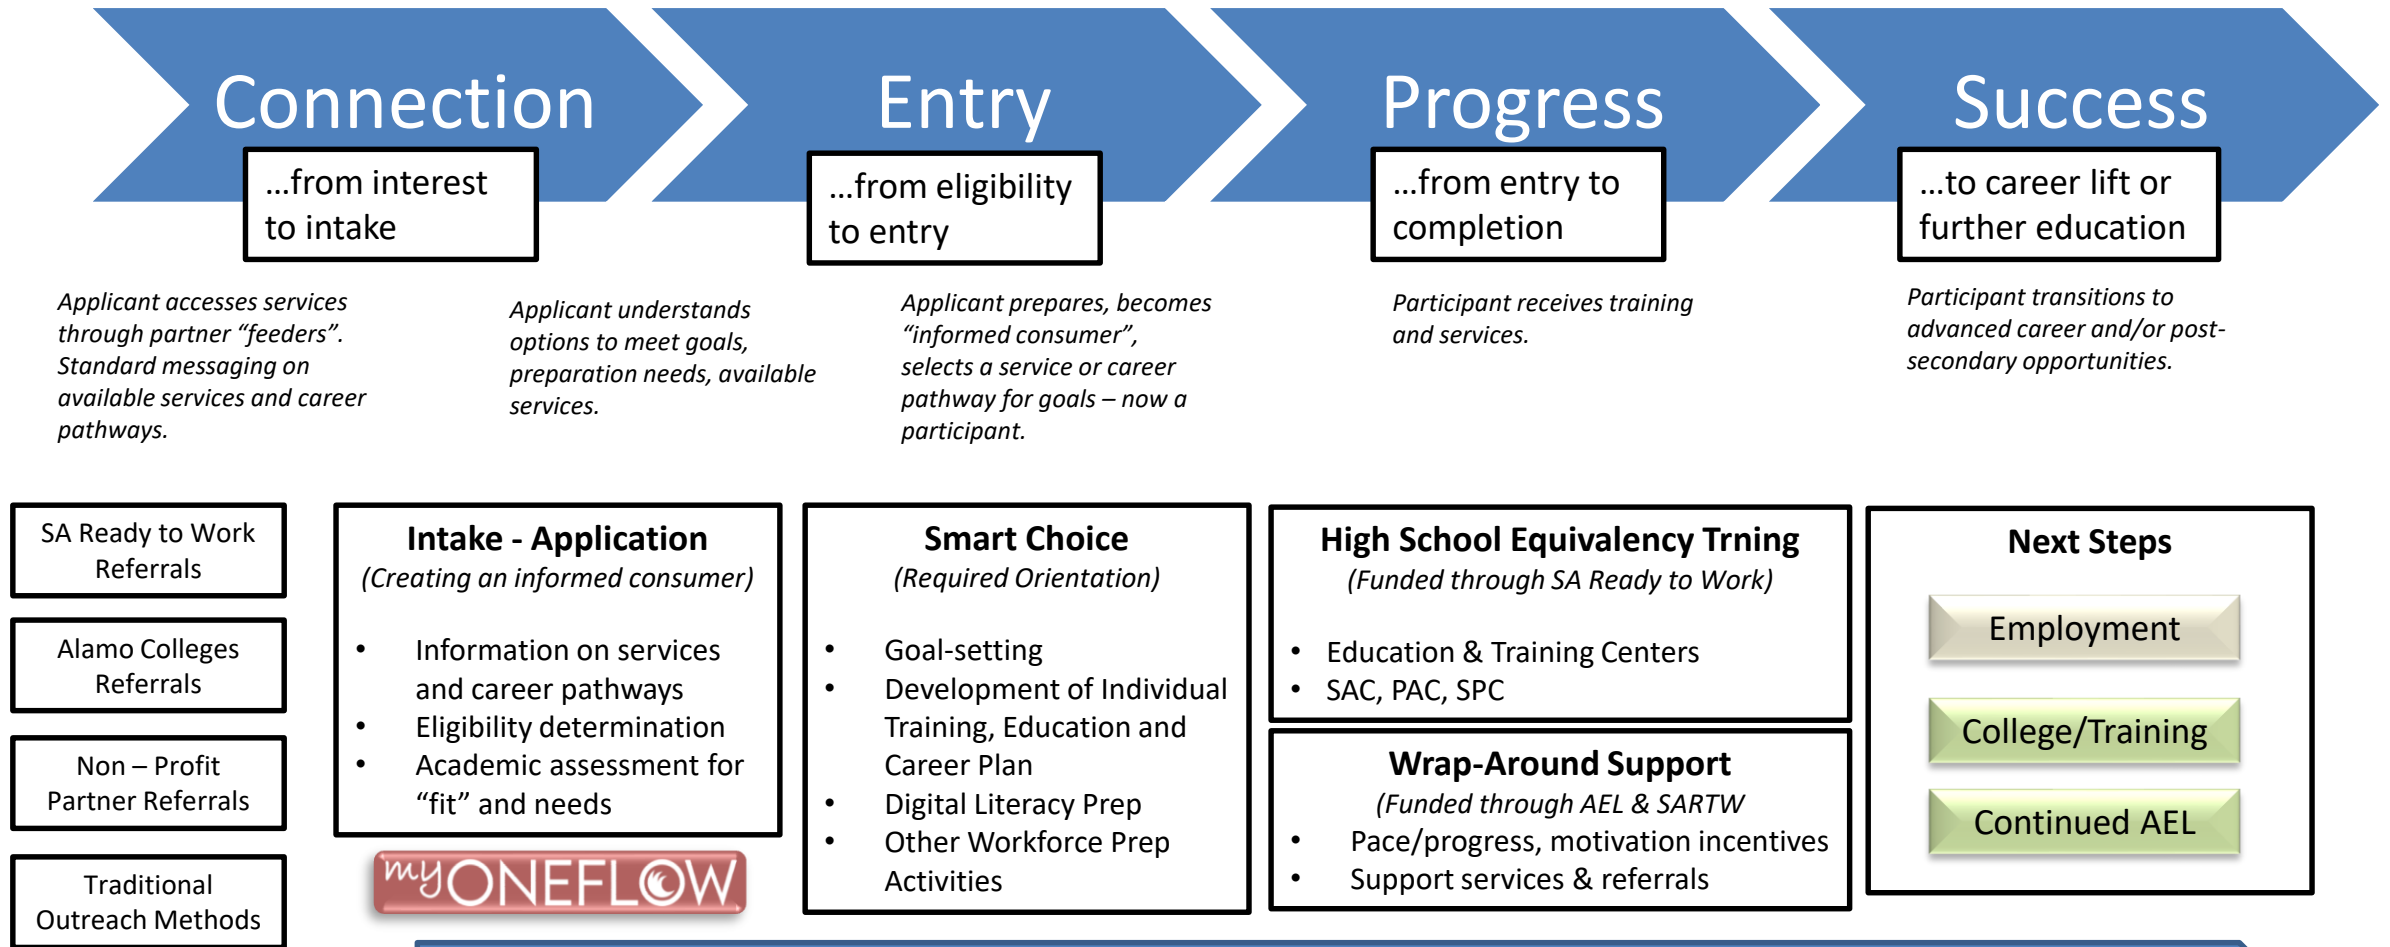 Connection
…from interest
to intake
Entry
…from eligibility
to entry
Progress
…from entry to
completion
Success
…to career lift or
further education
Applicant accesses services
through partner “feeders”.
Standard messaging on
available services and career
pathways.
Applicant understands
options to meet goals,
preparation needs, available
services.
Applicant prepares, becomes
“informed consumer”,
selects a service or career
pathway for goals – now a
participant.
Participant receives training
and services.
Participant transitions to
advanced career and/or post-
secondary opportunities.
SA Ready to Work
Referrals
Alamo Colleges
Referrals
Non – Profit
Partner Referrals
Traditional
Outreach Methods
Intake - Application
(Creating an informed consumer)
• Information on services
and career pathways
• Eligibility determination
• Academic assessment for
“fit” and needs
myONEFLOW
Smart Choice
(Required Orientation)
• Goal-setting
• Development of Individual
Training, Education and
Career Plan
• Digital Literacy Prep
• Other Workforce Prep
Activities
High School Equivalency Trning
(Funded through SA Ready to Work)
• Education & Training Centers
• SAC, PAC, SPC
Wrap-Around Support
(Funded through AEL & SARTW
• Pace/progress, motivation incentives
• Support services & referrals
Next Steps
Employment
College/Training
Continued AEL